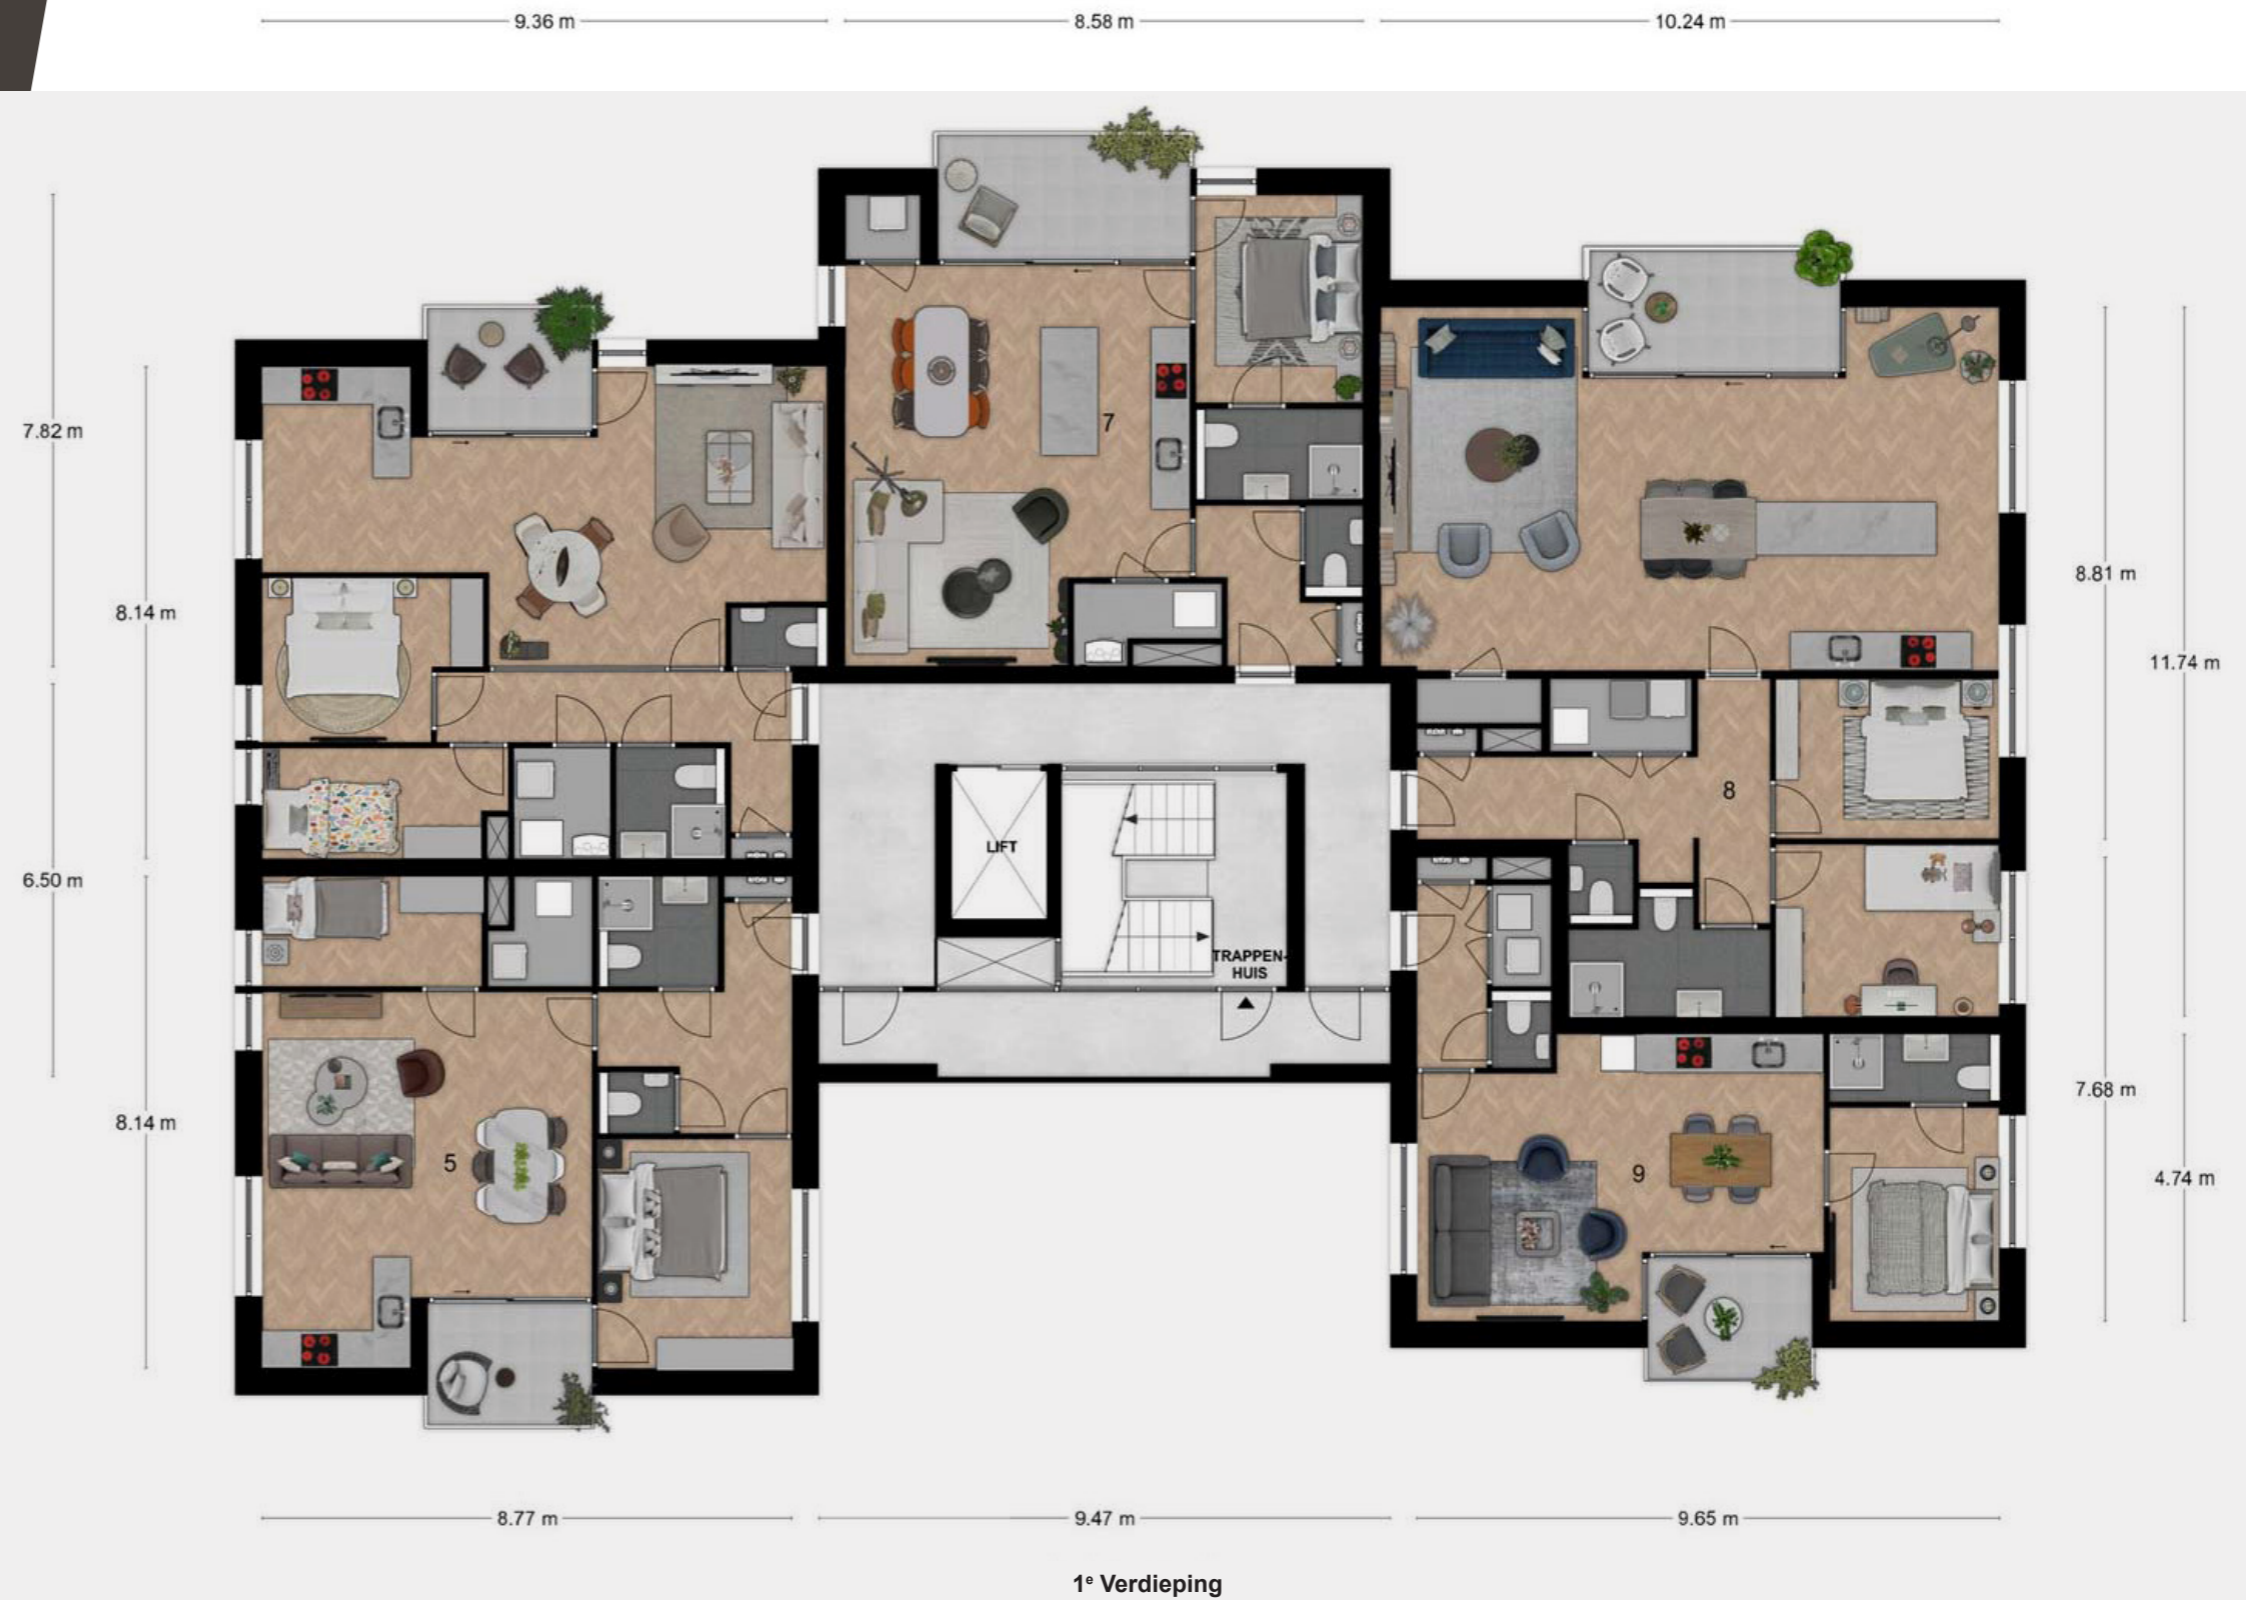 9.36 m
8.58 m
10.24 m
7.82 m
7
8.14 m
8.81 m
11.74 m
8
LIFT
6.50 m
TRAPPEN-
HUIS
7.68 m
8.14 m
5
9
4.74 m
8.77 m
9.47 m
9.65 m
1e Verdieping